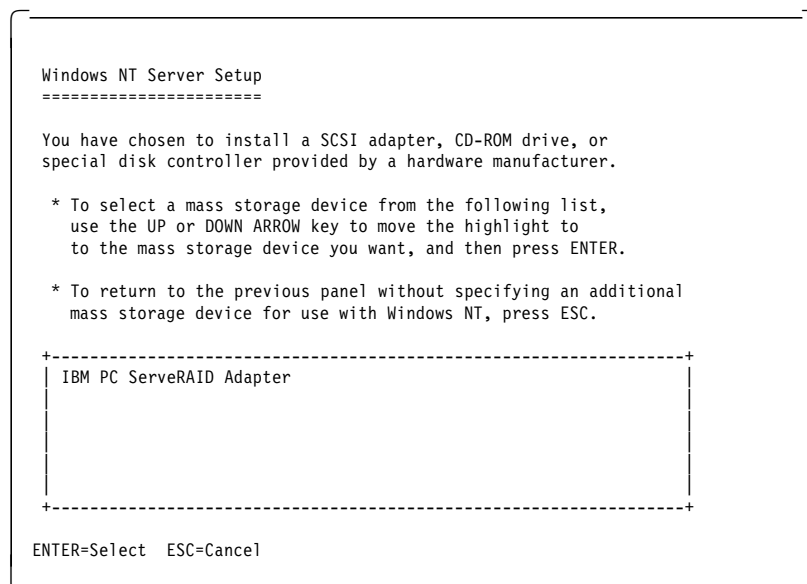 Windows NT Server Setup
=======================
You have chosen to install a SCSI adapter, CD-ROM drive, or
special disk controller provided by a hardware manufacturer.
* To select a mass storage device from the following list,
use the UP or DOWN ARROW key to move the highlight to
to the mass storage device you want, and then press ENTER.
* To return to the previous panel without specifying an additional
mass storage device for use with Windows NT, press ESC.
IBM PC ServeRAID Adapter
ENTER=Select ESC=Cancel